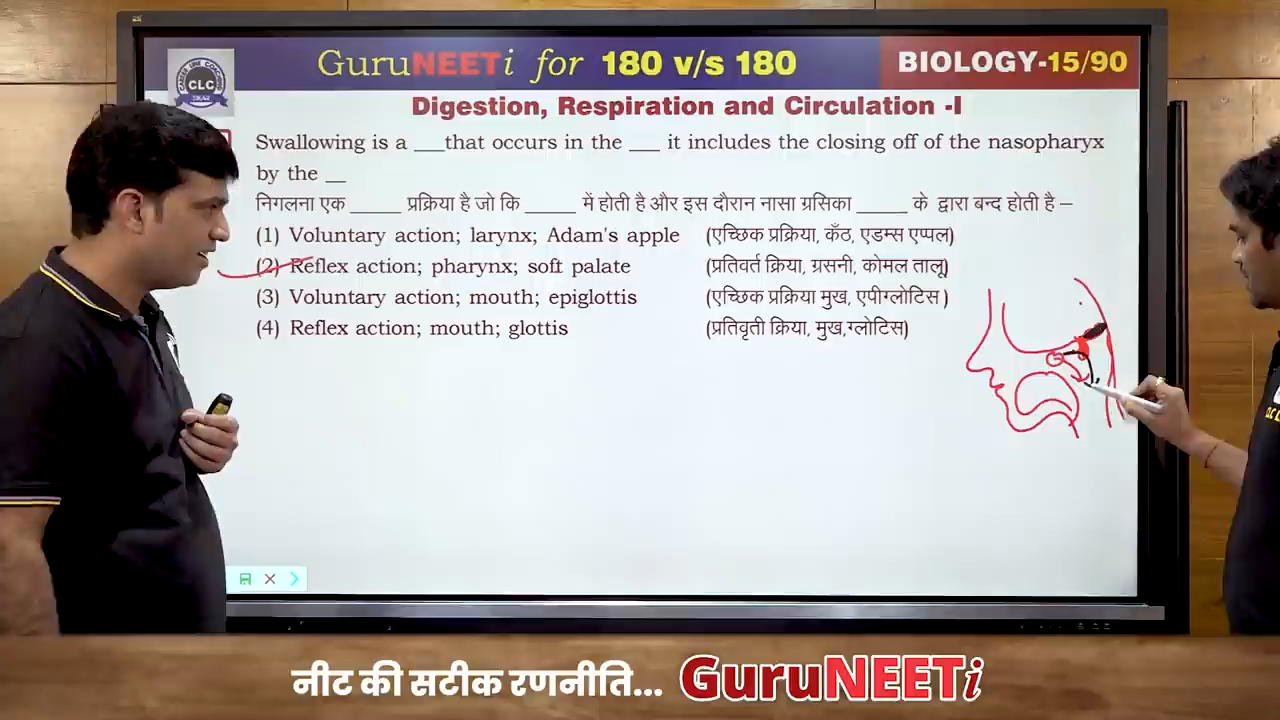 GuruNEETi for 180 v/s 180
BIOLOGY-15/90
CLC
Digestion, Respiration and Circulation -I
Swallowing is a ___that occurs in the ___ it includes the closing off of the nasopharyx
by the __
निगलना एक _____ प्रक्रिया है जो कि _____ में होती है और इस दौरान नासा ग्रसिका _____ के द्वारा बन्द होती है –
(1) Voluntary action; larynx; Adam's apple (एच्छिक प्रक्रिया, कँठ, एडम्स एप्पल)
(2) Reflex action; pharynx; soft palate (प्रतिवर्त क्रिया, ग्रसनी, कोमल तालू)
(3) Voluntary action; mouth; epiglottis (एच्छिक प्रक्रिया मुख, एपीग्लोटिस )
(4) Reflex action; mouth; glottis (प्रतिवृती क्रिया, मुख,ग्लोटिस)
नीट की सटीक रणनीति... GuruNEETi